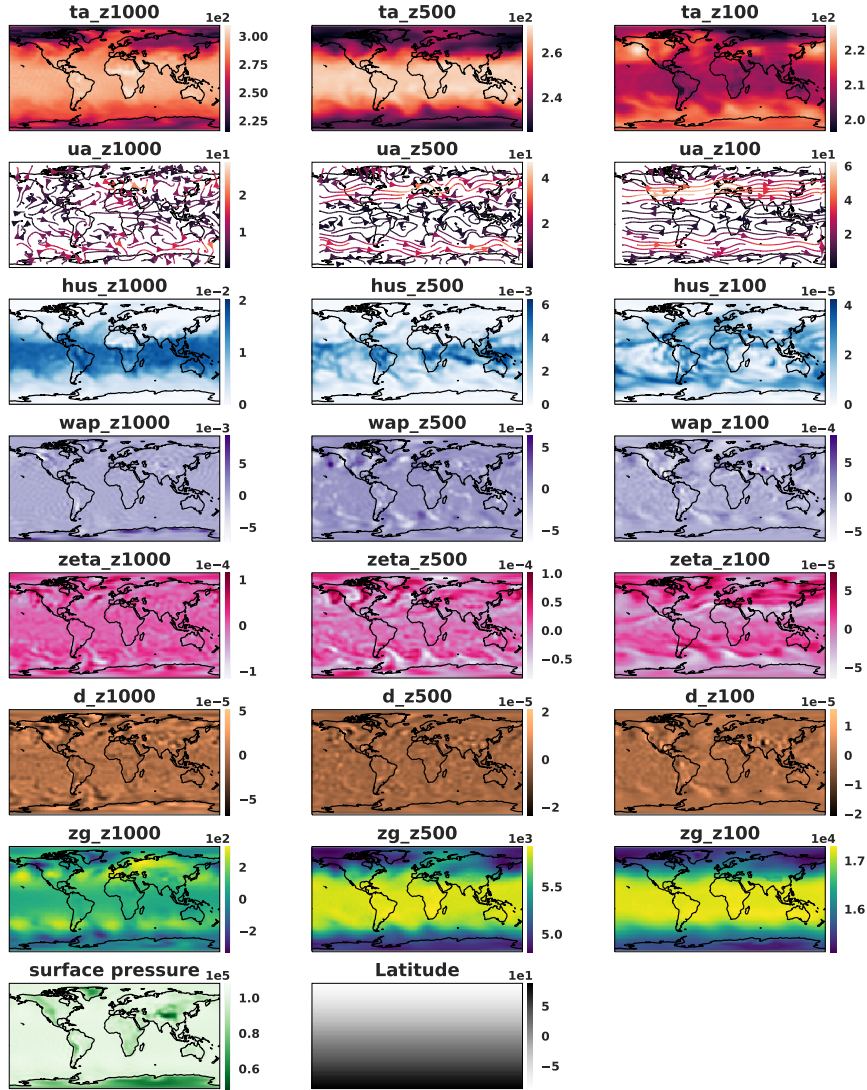 ta_z1000 ta_z500 ta_z100
1e2 1e2 1e2
3.00 2.75 2.50 2.25
2.6 2.4
2.2 2.1 2.0
ua_z1000 ua_z500 ua_z100
1e1 1e1 1e1
2 1
4 2
6 4 2
hus_z1000 hus_z500 hus_z100
1e−2 1e−3 1e−5
2 1 0
6 4 2 0
4 2 0
wap_z1000 wap_z500 wap_z100
1e−3 1e−3 1e−4
5 0 −5
5 0 −5
5 0 −5
zeta_z1000 zeta_z500 zeta_z100
1e−4 1e−4 1e−5
1 0 −1
1.0 0.5 0.0 −0.5
5 0 −5
d_z1000 d_z500 d_z100
1e−5 1e−5 1e−5
5 0 −5
2 0 −2
1 0 −1 −2
zg_z1000 zg_z500 zg_z100
1e2 1e3 1e4
2 0 −2
5.5 5.0
1.7 1.6
surface pressure Latitude
1e5 1e1
1.0 0.8 0.6
5 0 −5